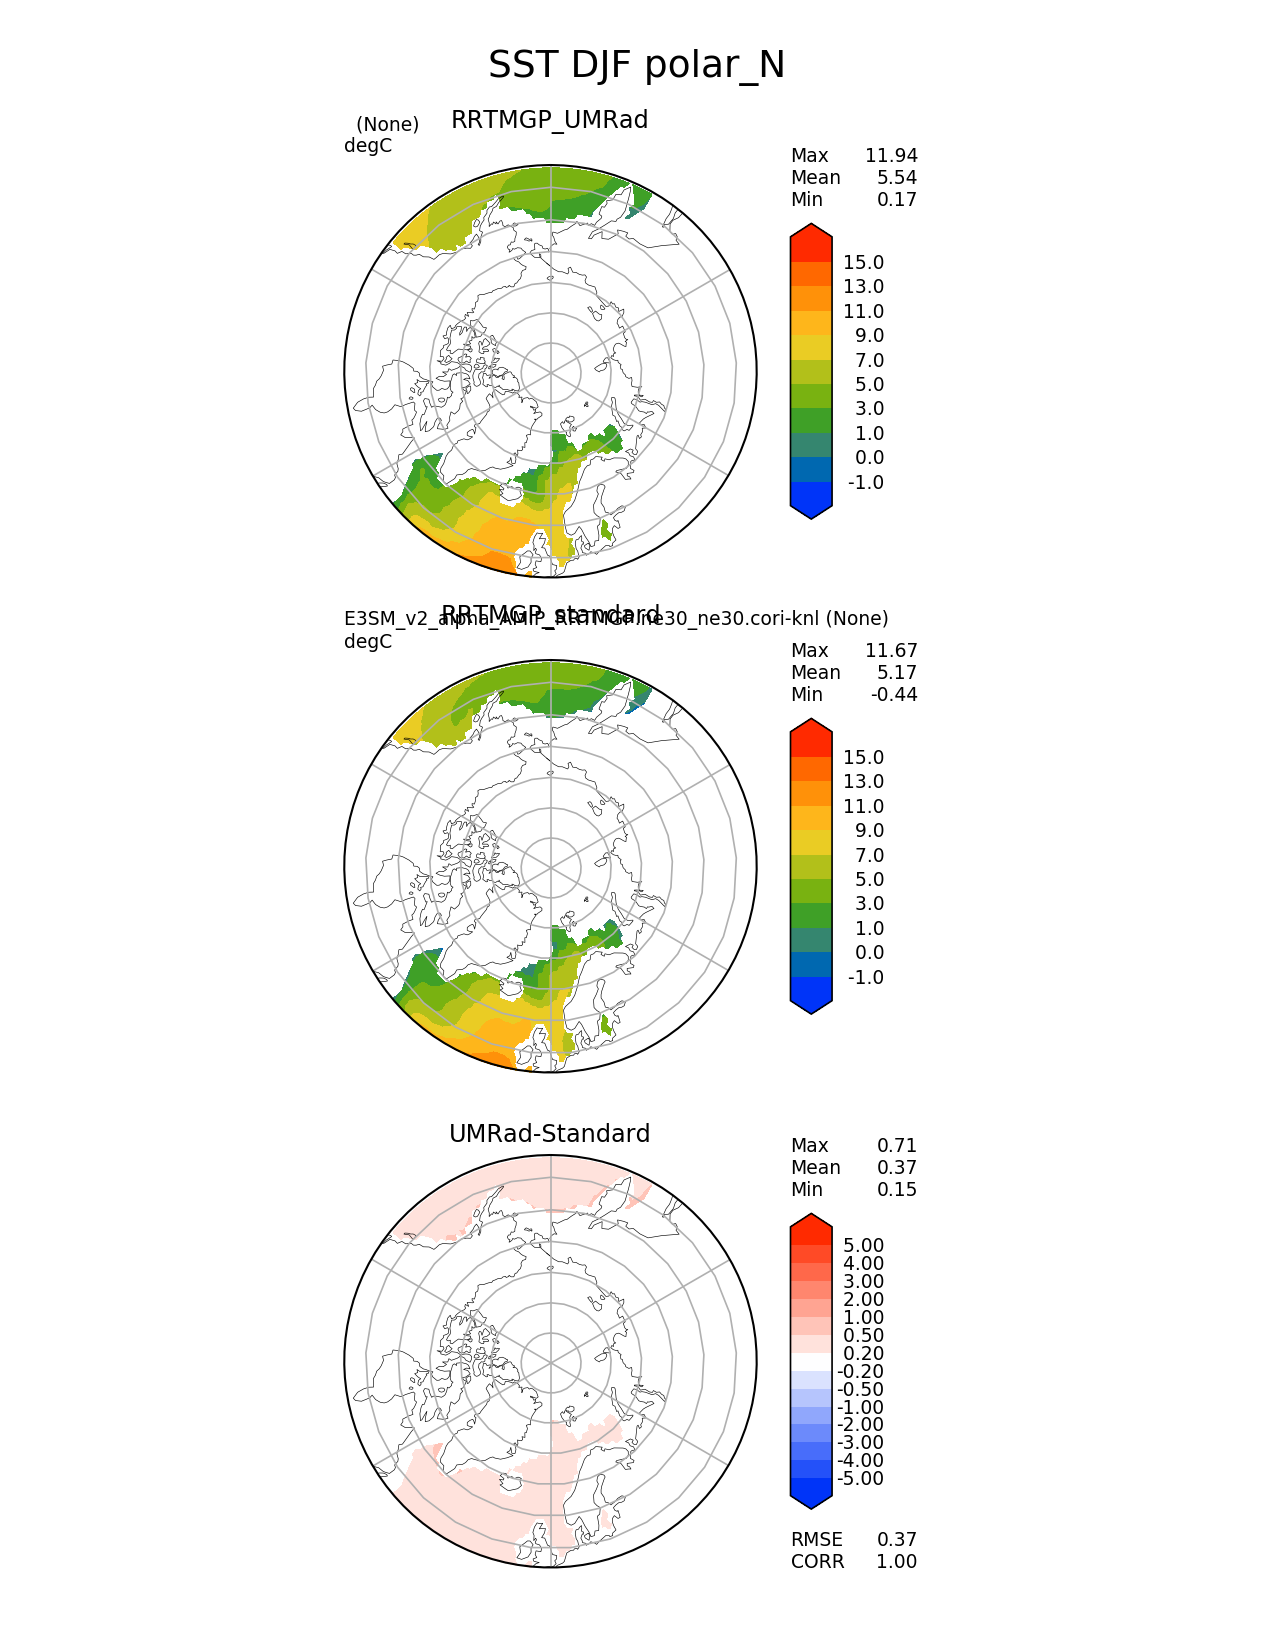 SST DJF polar_N
(None)
RRTMGP_UMRad
degC
Max 11.94
Mean 5.54
Min 0.17
15.0
13.0
11.0
9.0
7.0
5.0
3.0
1.0
0.0
-1.0
RRTMGP_standard
E3SM_v2_alpha_AMIP_RRTMGP.ne30_ne30.cori-knl (None)
degC
Max 11.67
Mean 5.17
Min -0.44
15.0
13.0
11.0
9.0
7.0
5.0
3.0
1.0
0.0
-1.0
UMRad-Standard
Max 0.71
Mean 0.37
Min 0.15
5.00
4.00
3.00
2.00
1.00
0.50
0.20
-0.20
-0.50
-1.00
-2.00
-3.00
-4.00
-5.00
RMSE 0.37
CORR 1.00